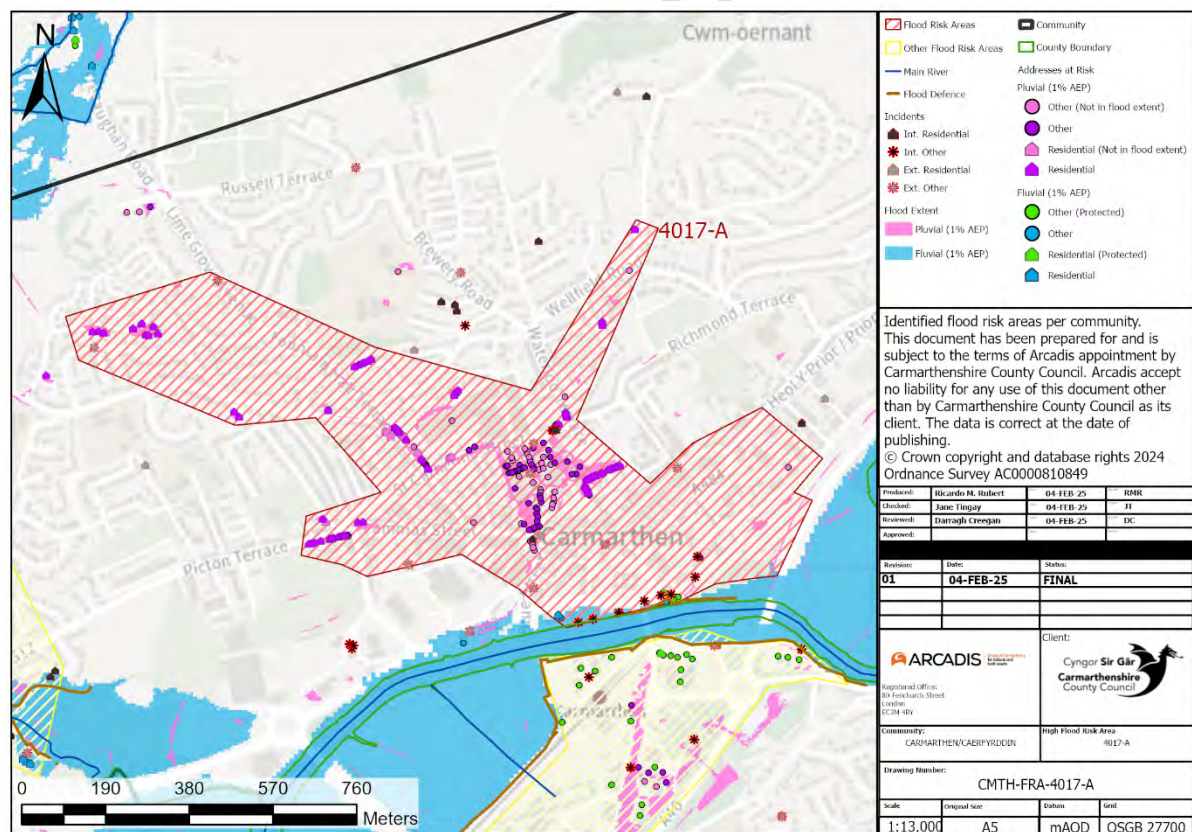 Cwm-oernant
N
Vaughan Road
Russell Terrace
Lime Grove
4017-A
Brewery Road
Wellfield Road
Richmond Terrace
Heol Y Prior / Prior
A484
Carmarthen
Picton Terrace
Carmarthen
A40
0 190 380 570 760
Meters
Flood Risk Areas
Other Flood Risk Areas
Main River
Flood Defence
Incidents
Int. Residential
Int. Other
Ext. Residential
Ext. Other
Flood Extent
Pluvial (1% AEP)
Fluvial (1% AEP)
Community
County Boundary
Addresses at Risk
Pluvial (1% AEP)
Other (Not in flood extent)
Other
Residential (Not in flood extent)
Residential
Fluvial (1% AEP)
Other (Protected)
Other
Residential (Protected)
Residential
Identified flood risk areas per community.
This document has been prepared for and is
subject to the terms of Arcadis appointment by
Carmarthenshire County Council. Arcadis accept
no liability for any use of this document other
than by Carmarthenshire County Council as its
client. The data is correct at the date of
publishing.
© Crown copyright and database rights 2024
Ordnance Survey AC0000810849
Produced: Ricardo M. Rubert 04-FEB-25 RMR
Checked: Jane Tingay 04-FEB-25 JT
Reviewed: Darragh Creegan 04-FEB-25 DC
Approved:
Revision: Date: Status:
01 04-FEB-25 FINAL
ARCADIS
Registered Office:
80 Fenchurch Street
London
EC3M 4BY
Client:
Cyngor Sir Gâr
Carmarthenshire
County Council
Community:
CARMARTHEN/CAERFYRDDIN
High Flood Risk Area
4017-A
Drawing Number:
CMTH-FRA-4017-A
Scale Original Size Datum Grid
1:13,000 A5 mAOD OSGB 27700